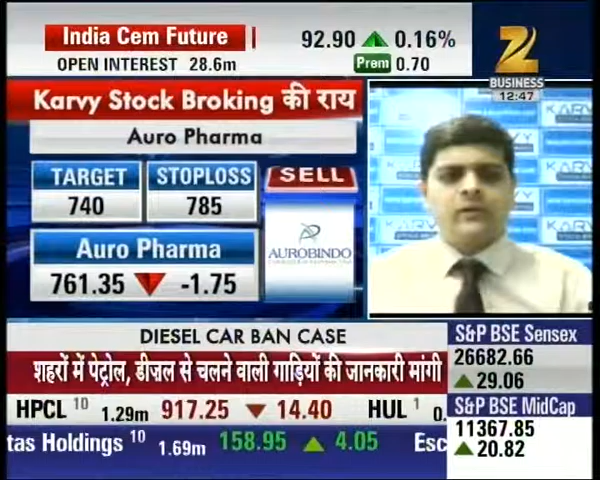 India Cem Future
92.90 0.16%
OPEN INTEREST 28.6m
Prem 0.70
BUSINESS
12:47
Karvy Stock Broking की राय
Auro Pharma
TARGET
740
STOPLOSS
785
SELL
AUROBINDO
Auro Pharma
761.35 -1.75
DIESEL CAR BAN CASE
शहरों में पेट्रोल, डीजल से चलने वाली गाड़ियों की जानकारी मांगी
S&P BSE Sensex
26682.66
29.06
S&P BSE MidCap
11367.85
20.82
HPCL 10 1.29m 917.25 14.40 HUL 1 0.
tas Holdings 10 1.69m 158.95 4.05 Esc